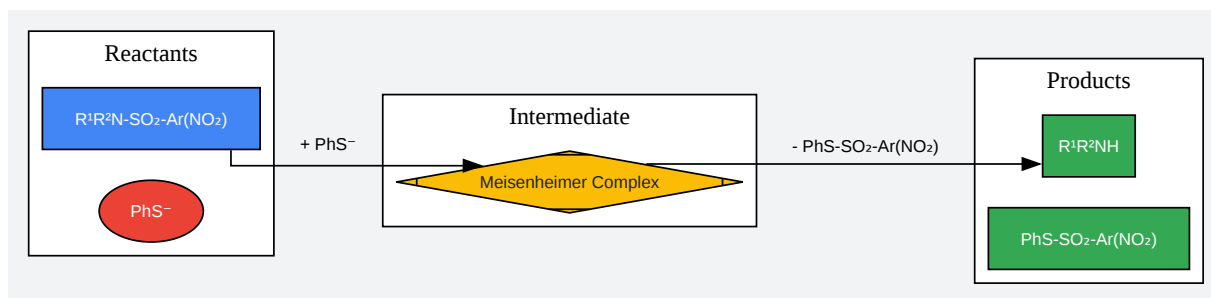 Reactants
R¹R²N-SO₂-Ar(NO₂)
PhS⁻
+ PhS⁻
Intermediate
Meisenheimer Complex
- PhS-SO₂-Ar(NO₂)
Products
R¹R²NH
PhS-SO₂-Ar(NO₂)